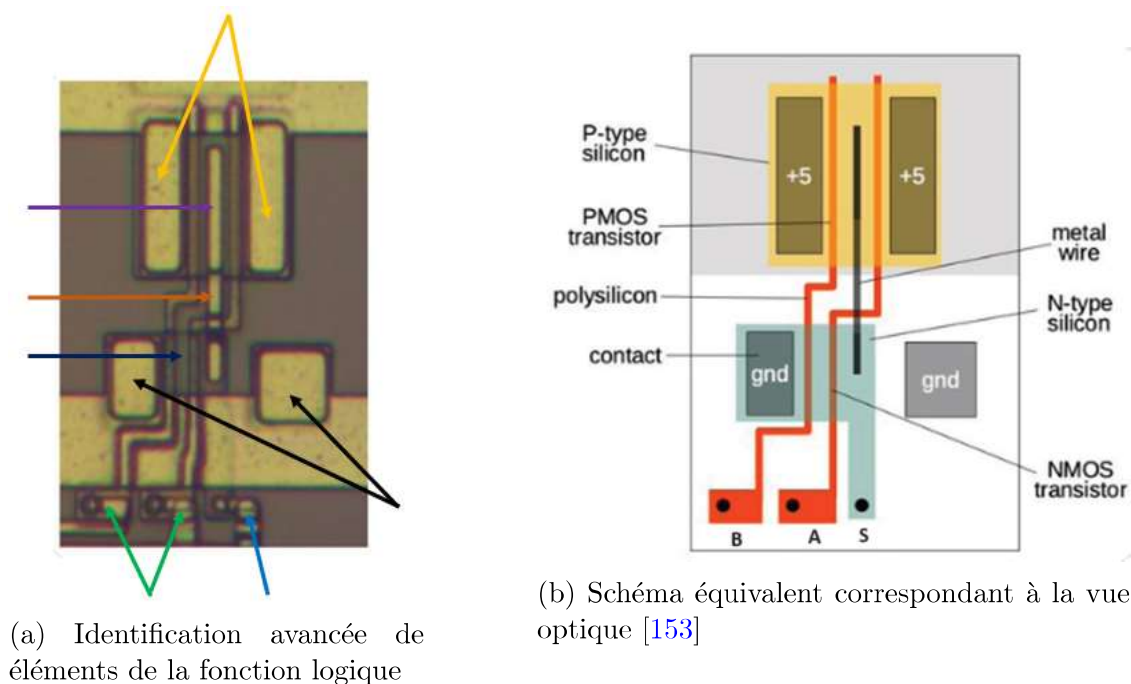 P-type
silicon
+5
+5
PMOS
transistor
metal
wire
polysilicon
N-type
silicon
contact
gnd
gnd
NMOS
transistor
B
A
S
(a) Identification avancée de
éléments de la fonction logique
(b) Schéma équivalent correspondant à la vue
optique [153]